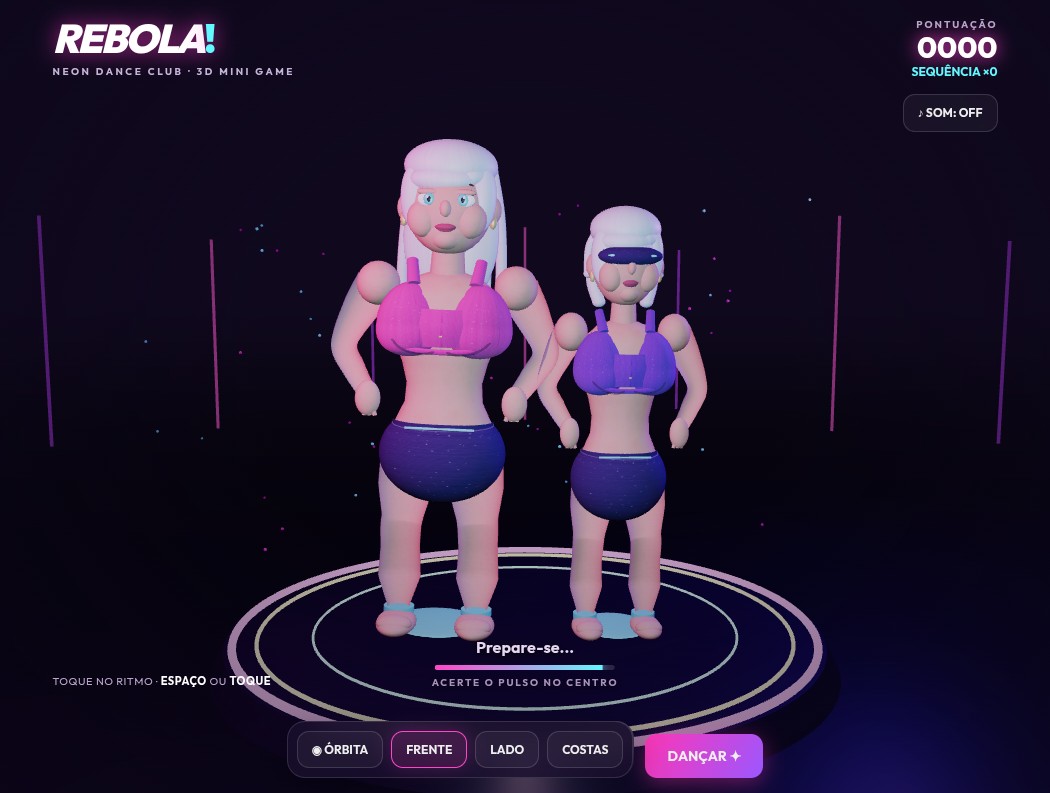 REBOLA!
NEON DANCE CLUB · 3D MINI GAME
PONTUAÇÃO
0000
SEQUÊNCIA ×0
♪ SOM: OFF
Prepare-se...
ACERTE O PULSO NO CENTRO
TOQUE NO RITMO · ESPAÇO OU TOQUE
◉ ÓRBITA
FRENTE
LADO
COSTAS
DANÇAR ✦